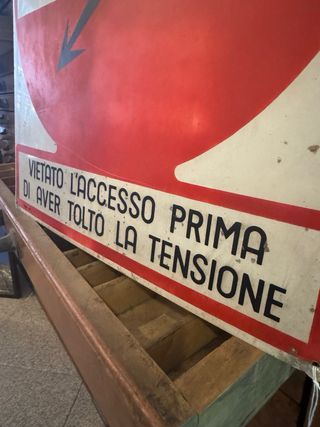 VIETATO L'ACCESSO PRIMA
DI AVER TOLTO LA TENSIONE